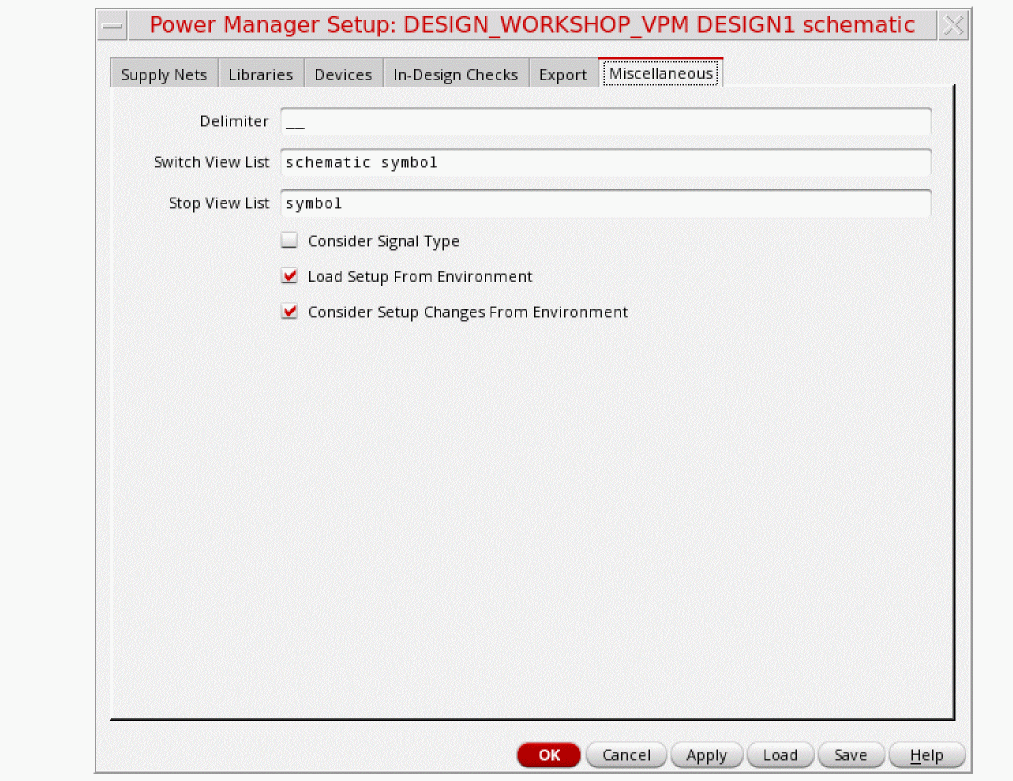 Power Manager Setup: DESIGN_WORKSHOP_VPM DESIGN1 schematic
Supply Nets Libraries Devices In-Design Checks Export Miscellaneous
Delimiter __
Switch View List schematic symbol
Stop View List symbol
Consider Signal Type
Load Setup From Environment
Consider Setup Changes From Environment
OK Cancel Apply Load Save Help